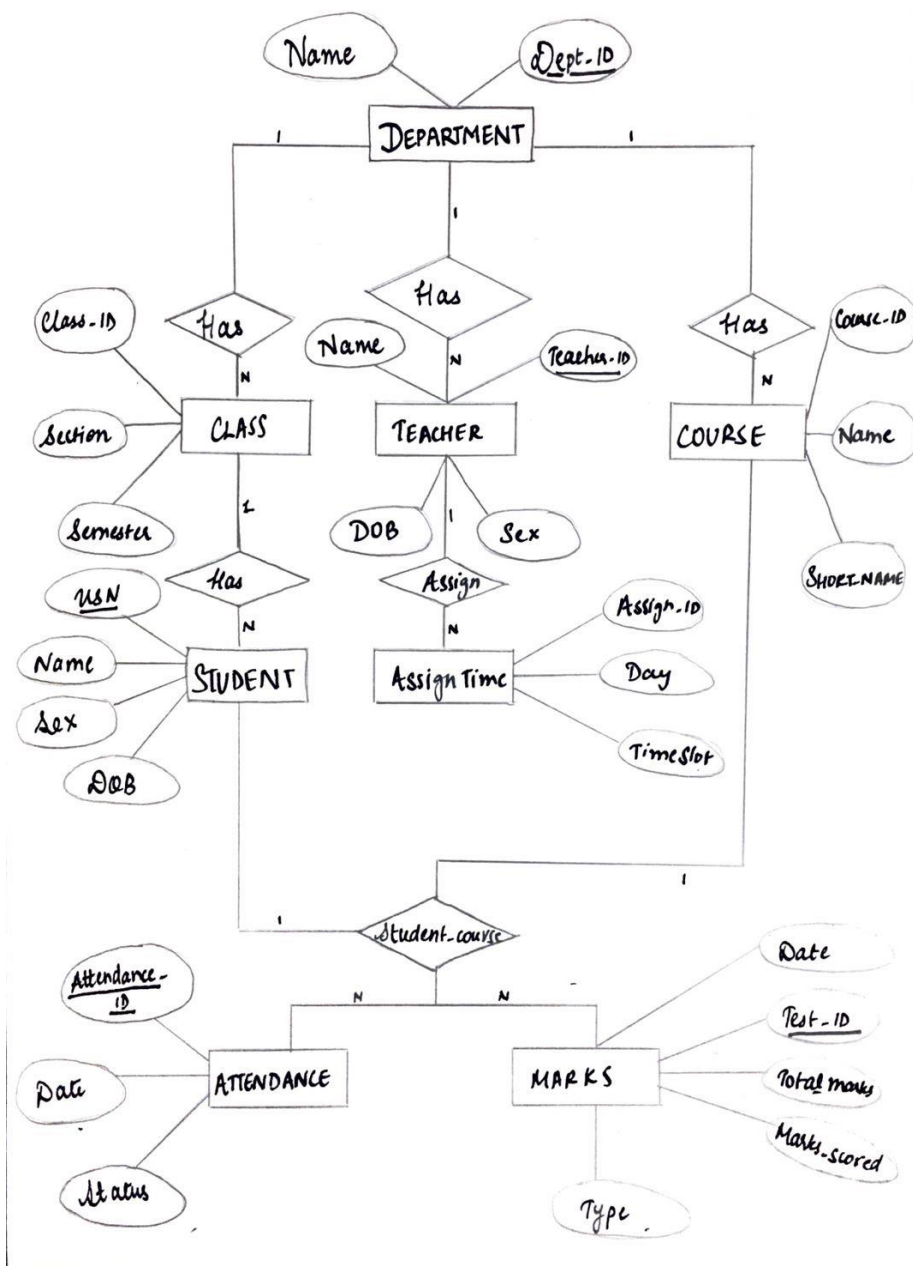 Name
Dept-ID
DEPARTMENT
1
1
1
Has
Has
Has
Class-ID
Name
Teacher-ID
Course-ID
N
N
N
Section
CLASS
TEACHER
COURSE
Name
Semester
1
DOB
1
Sex
SHORT-NAME
Has
Assign
USN
Assign-ID
N
N
Name
STUDENT
Assign Time
Day
Sex
Time Slot
DOB
1
1
Student-course
Attendance-
ID
N
N
Date
Test-ID
Date
ATTENDANCE
MARKS
Total marks
Marks-scored
Status
Type